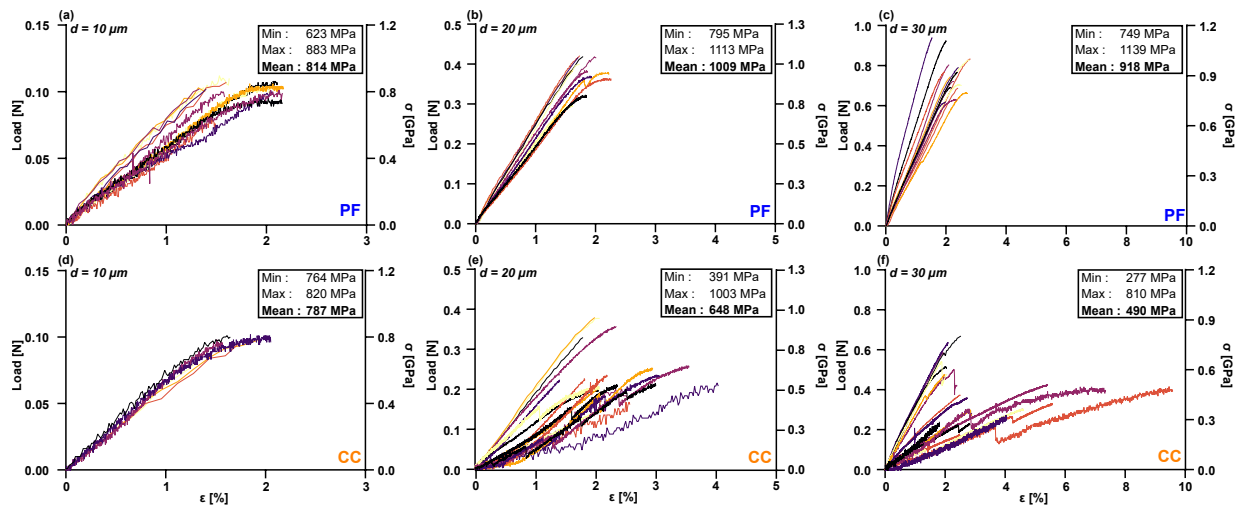 (a)
d = 10 µm
Min : 623 MPa
Max : 883 MPa
Mean : 814 MPa
0.15
0.10
0.05
0.00
Load [N]
1.2
0.8
0.4
0.0
σ [GPa]
PF
0
1
2
3
ε [%]
(b)
d = 20 µm
Min : 795 MPa
Max : 1113 MPa
Mean : 1009 MPa
0.5
0.4
0.3
0.2
0.1
0.0
Load [N]
1.3
1.0
0.8
0.5
0.3
0.0
σ [GPa]
PF
0
1
2
3
4
5
ε [%]
(c)
d = 30 µm
Min : 749 MPa
Max : 1139 MPa
Mean : 918 MPa
1.0
0.8
0.6
0.4
0.2
0.0
Load [N]
1.2
0.9
0.6
0.3
0.0
σ [GPa]
PF
0
2
4
6
8
10
ε [%]
(d)
d = 10 µm
Min : 764 MPa
Max : 820 MPa
Mean : 787 MPa
0.15
0.10
0.05
0.00
Load [N]
1.2
0.8
0.4
0.0
σ [GPa]
CC
0
1
2
3
ε [%]
(e)
d = 20 µm
Min : 391 MPa
Max : 1003 MPa
Mean : 648 MPa
0.5
0.4
0.3
0.2
0.1
0.0
Load [N]
1.3
1.0
0.8
0.5
0.3
0.0
σ [GPa]
CC
0
1
2
3
4
5
ε [%]
(f)
d = 30 µm
Min : 277 MPa
Max : 810 MPa
Mean : 490 MPa
1.0
0.8
0.6
0.4
0.2
0.0
Load [N]
1.2
0.9
0.6
0.3
0.0
σ [GPa]
CC
0
2
4
6
8
10
ε [%]